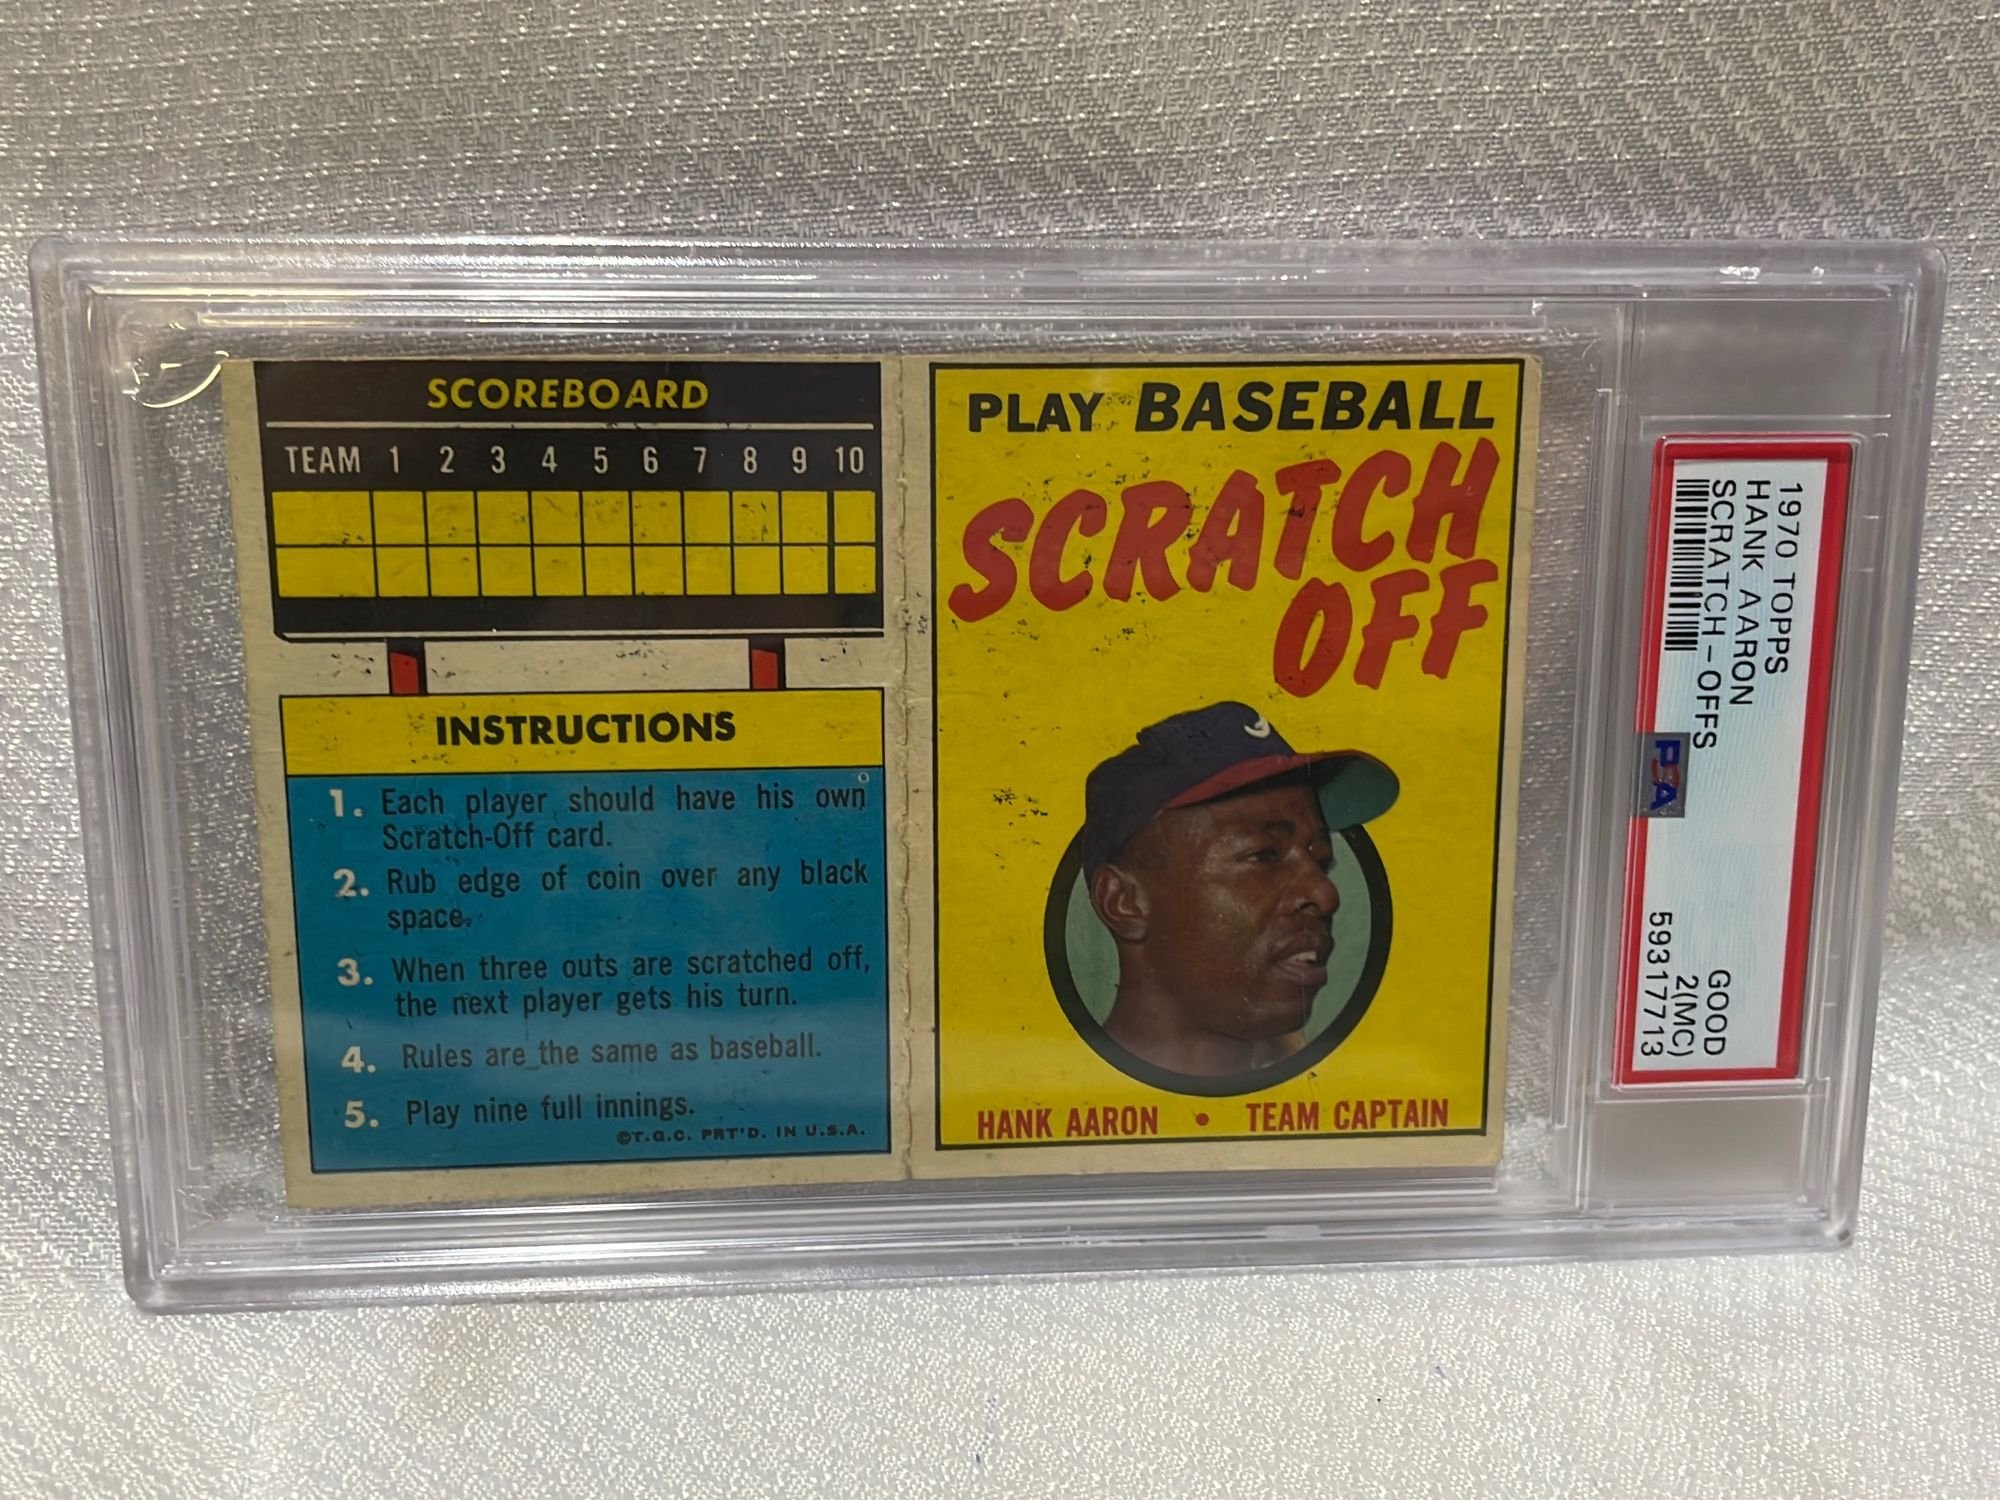 SCOREBOARD
TEAM 1 2 3 4 5 6 7 8 9 10
INSTRUCTIONS
1. Each player should have his own
Scratch-Off card.
2. Rub edge of coin over any black
space.
3. When three outs are scratched off,
the next player gets his turn.
4. Rules are the same as baseball.
5. Play nine full innings.
©T.G.C. PRT'D. IN U.S.A.
PLAY BASEBALL
SCRATCH
OFF
HANK AARON • TEAM CAPTAIN
1970 TOPPS
HANK AARON
SCRATCH-OFFS
PSA
GOOD
2(MC)
59317713